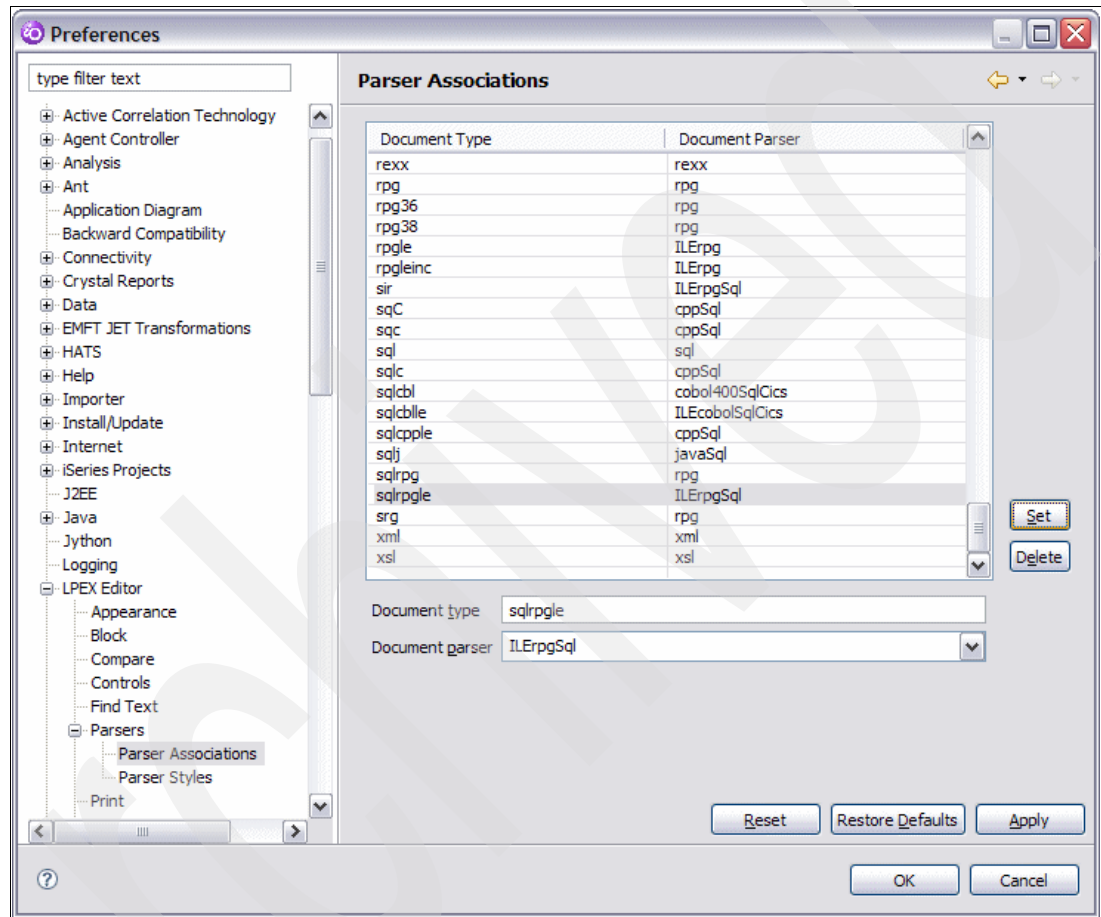 Preferences
type filter text
Active Correlation Technology
Agent Controller
Analysis
Ant
Application Diagram
Backward Compatibility
Connectivity
Crystal Reports
Data
EMFT JET Transformations
HATS
Help
Importer
Install/Update
Internet
iSeries Projects
J2EE
Java
Jython
Logging
LPEX Editor
Appearance
Block
Compare
Controls
Find Text
Parsers
Parser Associations
Parser Styles
Print
Parser Associations
Document Type Document Parser
rexx rexx
rpg rpg
rpg36 rpg
rpg38 rpg
rpgle ILErpg
rpgleinc ILErpg
sir ILErpgSql
sqC cppSql
sqc cppSql
sql sql
sqlc cppSql
sqlcbl cobol400SqlCics
sqlcblle ILEcobolSqlCics
sqlcpple cppSql
sqlj javaSql
sqlrpg rpg
sqlrpgle ILErpgSql
srg rpg
xml xml
xsl xsl
Set
Delete
Document type sqlrpgle
Document parser ILErpgSql
Reset Restore Defaults Apply
OK Cancel